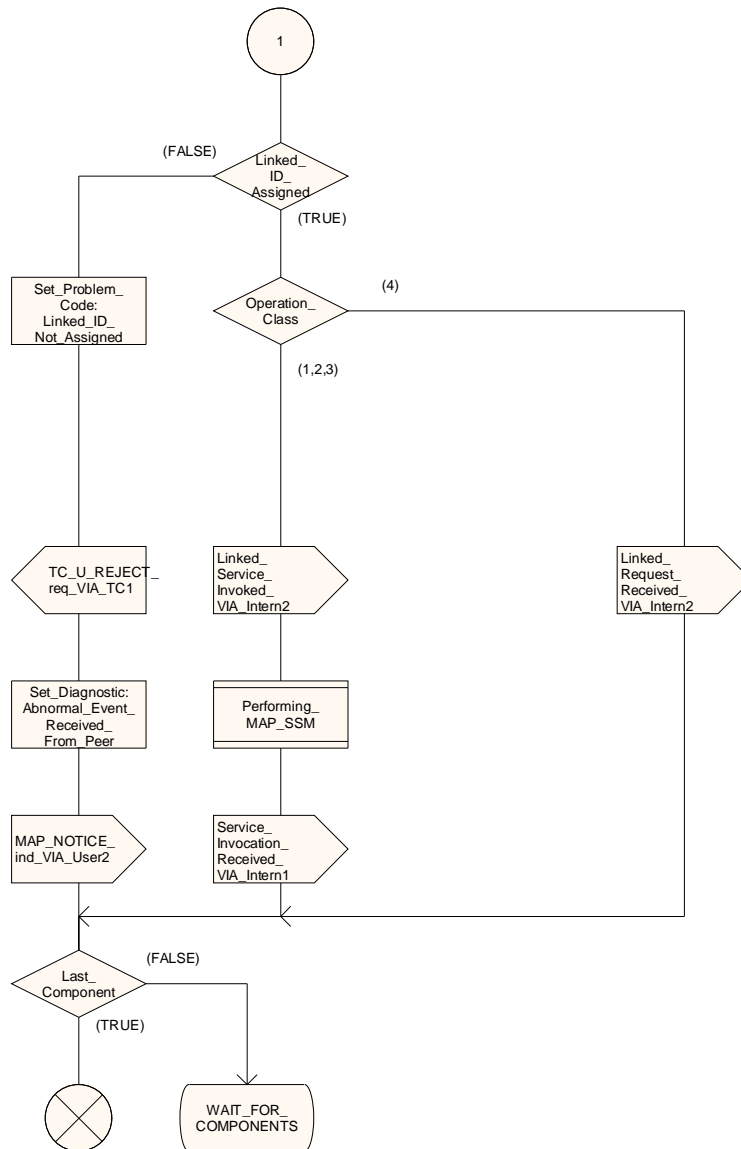 1
(FALSE)
Linked_
ID_
Assigned
(TRUE)
Set_Problem_
Code:
Linked_ID_
Not_Assigned
Operation_
Class
(4)
(1,2,3)
TC_U_REJECT_
req_VIA_TC1
Linked_
Service_
Invoked_
VIA_Intern2
Linked_
Request_
Received_
VIA_Intern2
Set_Diagnostic:
Abnormal_Event_
Received_
From_Peer
Performing_
MAP_SSM
MAP_NOTICE_
ind_VIA_User2
Service_
Invocation_
Received_
VIA_Intern1
Last_
Component
(FALSE)
(TRUE)
WAIT_FOR_
COMPONENTS